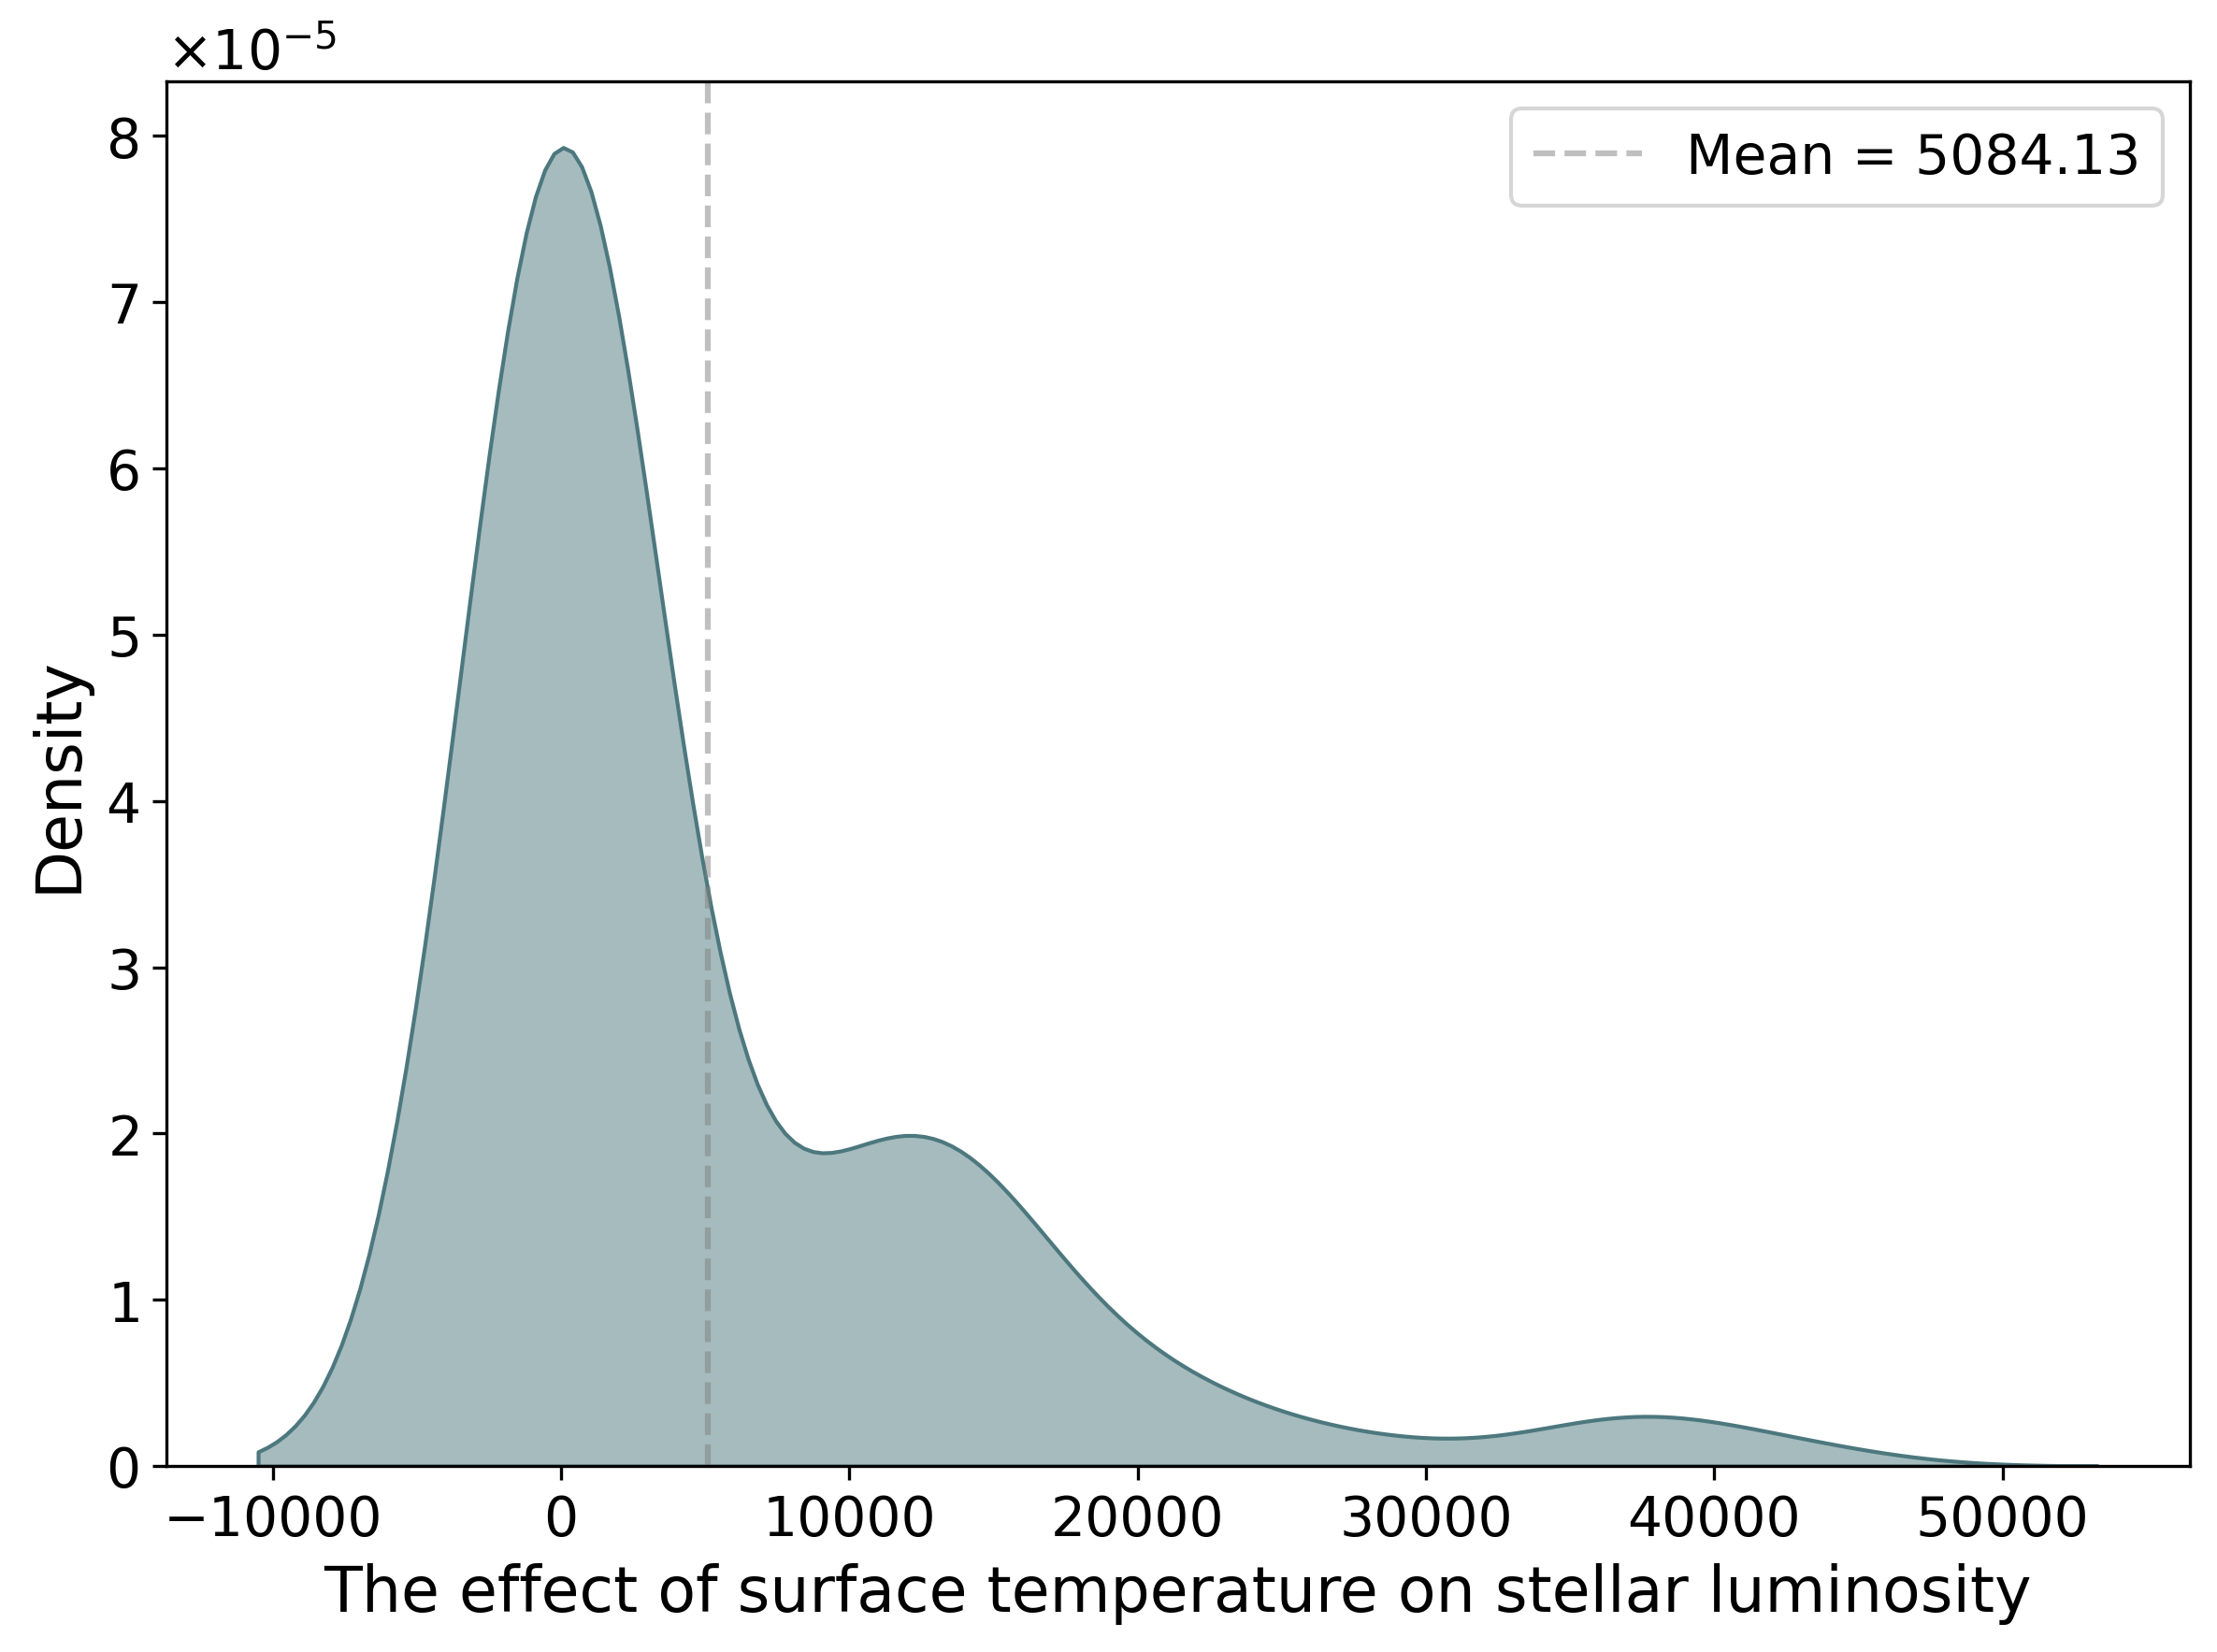 ×10⁻⁵
Mean = 5084.13
8
7
6
5
4
3
2
1
0
Density
−10000 0 10000 20000 30000 40000 50000
The effect of surface temperature on stellar luminosity